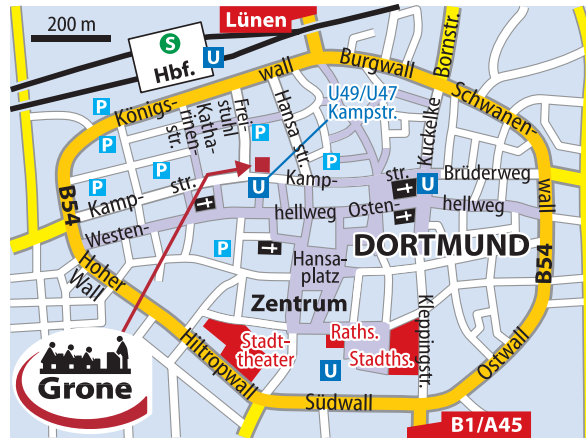 Lünen
200 m
S
Hbf.
U
Bornstr.
Burgwall
wall
Königs-
Schwanen-
wall
U49/U47
Kampstr.
P
P
P
P
P
P
P
P
Katha-
rinen-
str.
Frei-
stuhl
Hansa str.
Kuckelke
Brüderweg
U
U
Kamp-
str.
Kamp-
str.
Westen-
hellweg
Osten-
hellweg
B54
B54
DORTMUND
Hansa-
platz
Zentrum
Hoher
Wall
Hiltropwall
Stadt-
theater
Raths.
Stadths.
Kleppingstr.
U
Ostwall
Südwall
Grone
B1/A45